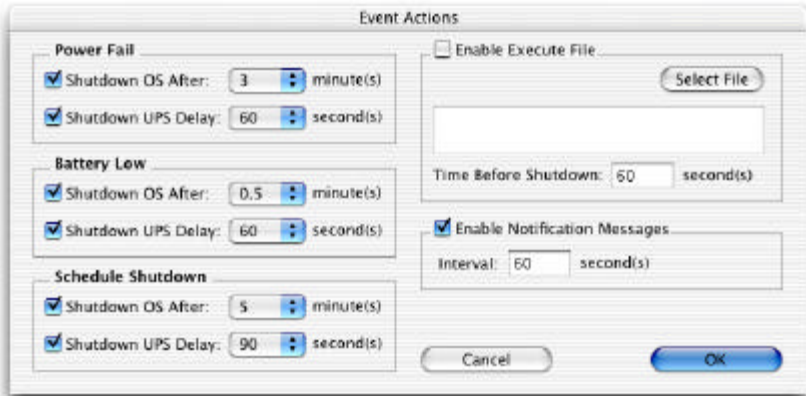 Event Actions
Power Fail
Shutdown OS After: 3 minute(s)
Shutdown UPS Delay: 60 second(s)
Battery Low
Shutdown OS After: 0.5 minute(s)
Shutdown UPS Delay: 60 second(s)
Schedule Shutdown
Shutdown OS After: 5 minute(s)
Shutdown UPS Delay: 90 second(s)
Enable Execute File
Select File
Time Before Shutdown: 60 second(s)
Enable Notification Messages
Interval: 60 second(s)
Cancel
OK